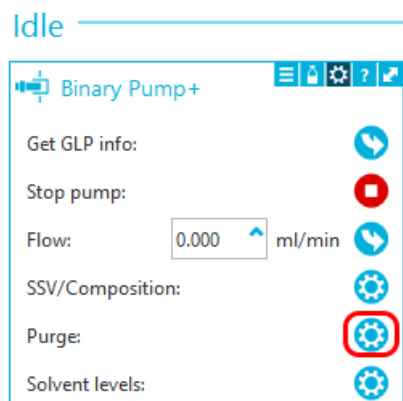 Idle
Binary Pump+
?
Get GLP info:
Stop pump:
Flow: 0.000 ml/min
SSV/Composition:
Purge:
Solvent levels: